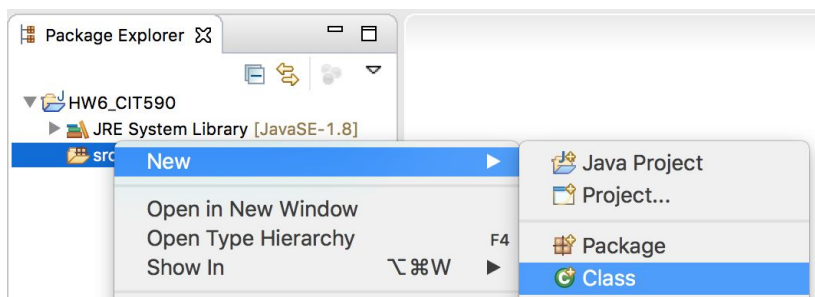 Package Explorer
HW6_CIT590
JRE System Library [JavaSE-1.8]
src
New
Open in New Window
Open Type Hierarchy F4
Show In ⌥⌘W
Java Project
Project...
Package
Class